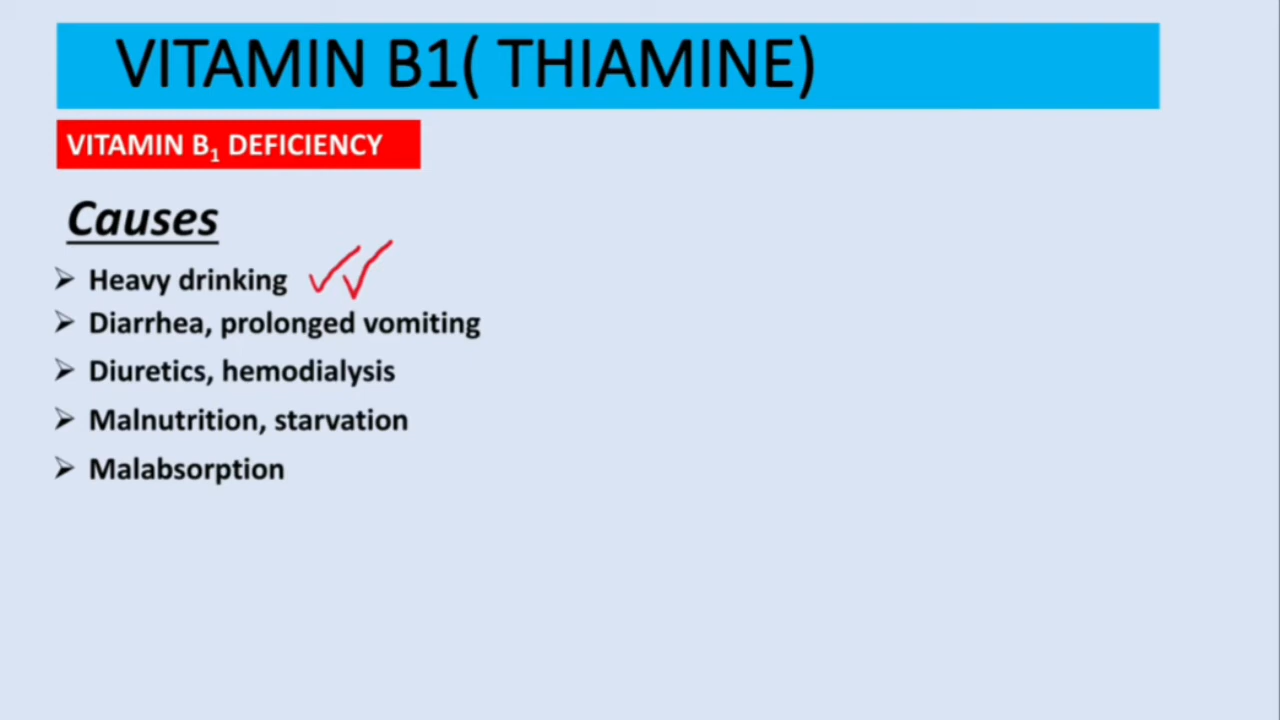 VITAMIN B1( THIAMINE)
VITAMIN B₁ DEFICIENCY
Causes
➢ Heavy drinking
➢ Diarrhea, prolonged vomiting
➢ Diuretics, hemodialysis
➢ Malnutrition, starvation
➢ Malabsorption